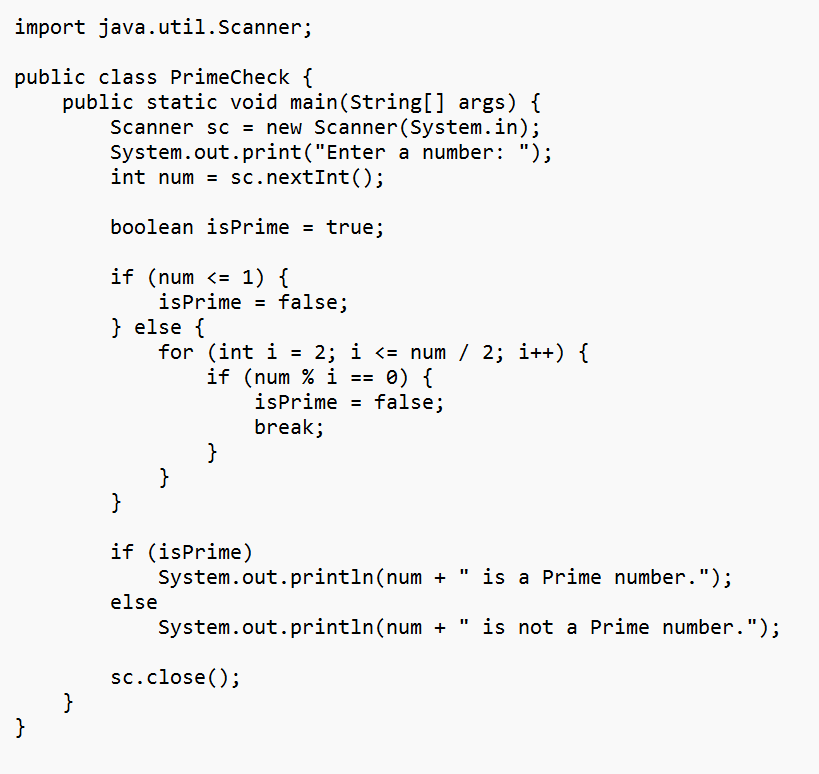 import java.util.Scanner;

public class PrimeCheck {
    public static void main(String[] args) {
        Scanner sc = new Scanner(System.in);
        System.out.print("Enter a number: ");
        int num = sc.nextInt();

        boolean isPrime = true;

        if (num <= 1) {
            isPrime = false;
        } else {
            for (int i = 2; i <= num / 2; i++) {
                if (num % i == 0) {
                    isPrime = false;
                    break;
                }
            }
        }

        if (isPrime)
            System.out.println(num + " is a Prime number.");
        else
            System.out.println(num + " is not a Prime number.");

        sc.close();
    }
}